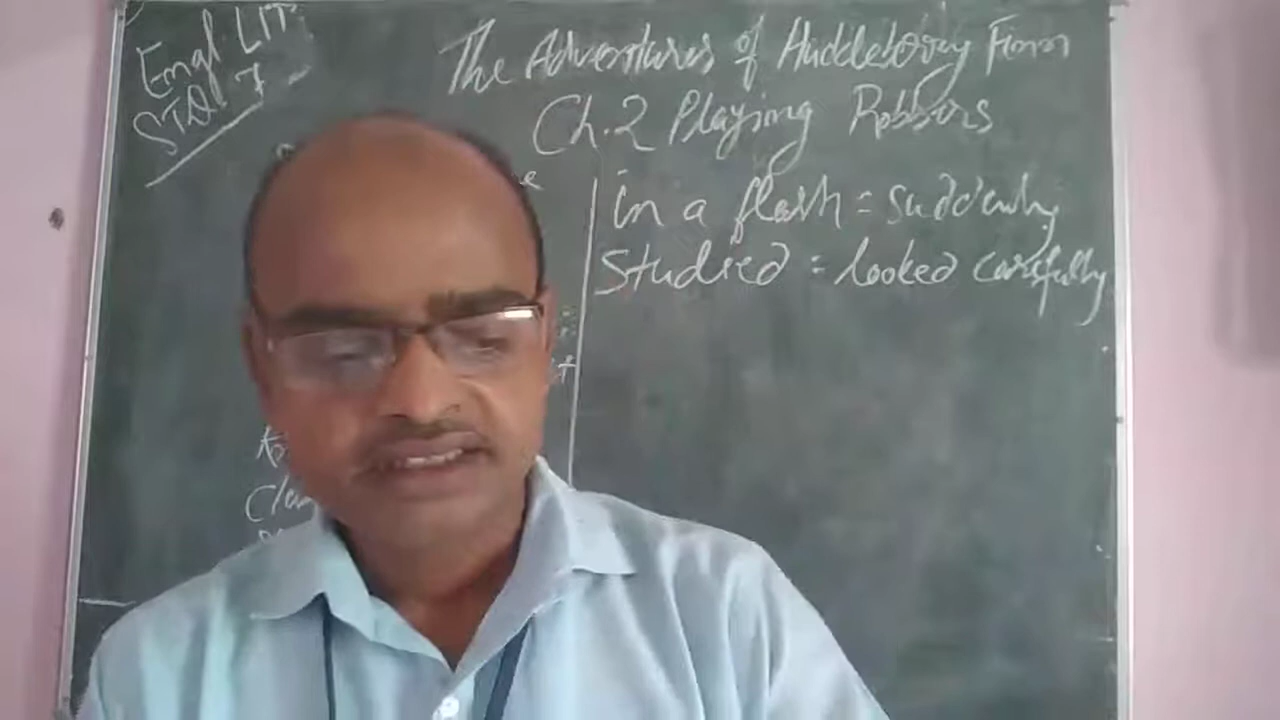 Engl. LIT.
STD. 7
The Adventures of Huckleberry Finn
Ch.2 Playing Robbers
in a flash = suddenly
Studied = looked carefully